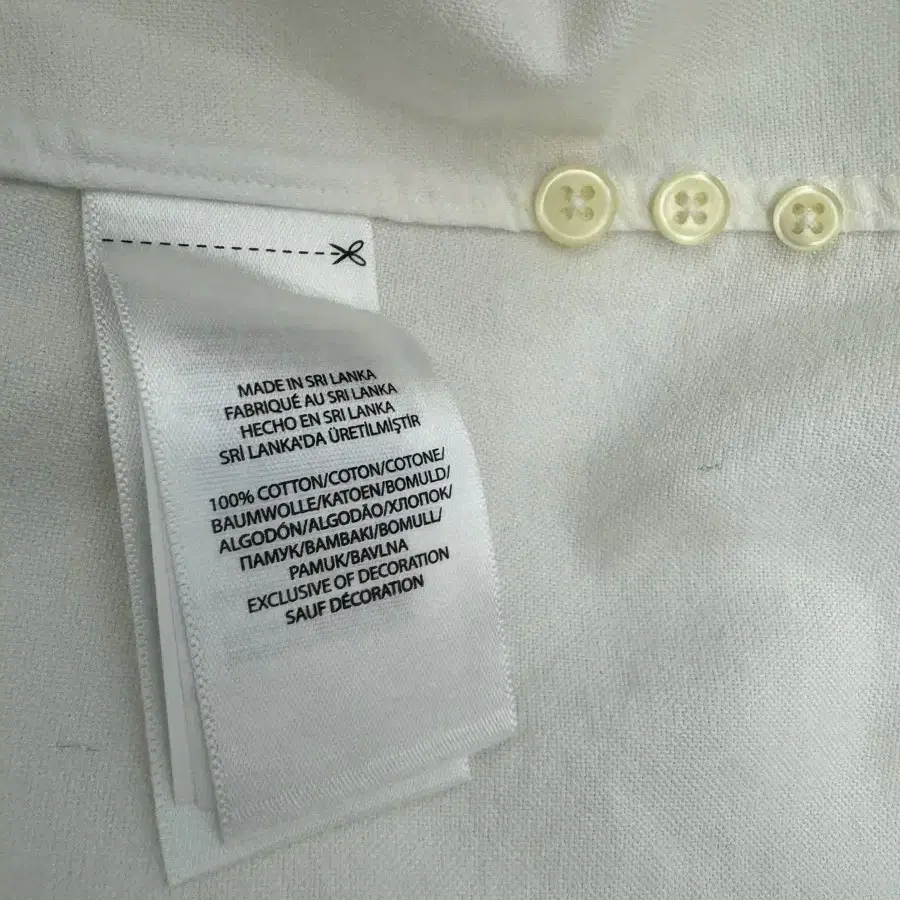 MADE IN SRI LANKA
FABRIQUÉ AU SRI LANKA
HECHO EN SRI LANKA
SRİ LANKA'DA ÜRETİLMİŞTİR
100% COTTON/COTON/COTONE/
BAUMWOLLE/KATOEN/BOMULD/
ALGODÓN/ALGODÃO/ХЛОПОК/
ПАМУК/BAMBAKI/BOMULL/
PAMUK/BAVLNA
EXCLUSIVE OF DECORATION
SAUF DÉCORATION